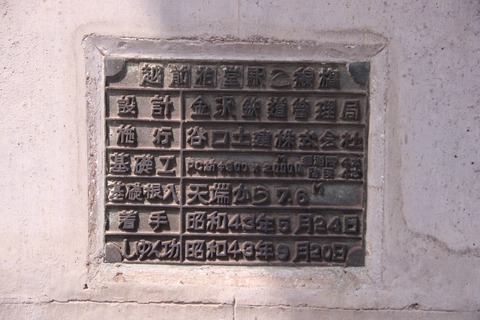 越前花堂駅こ線橋
設計 金沢鉄道管理局
施行 谷口土建株式会社
基礎工
基礎根入 天端から7.6M
着手 昭和43年5月24日
しゅん功 昭和43年9月20日